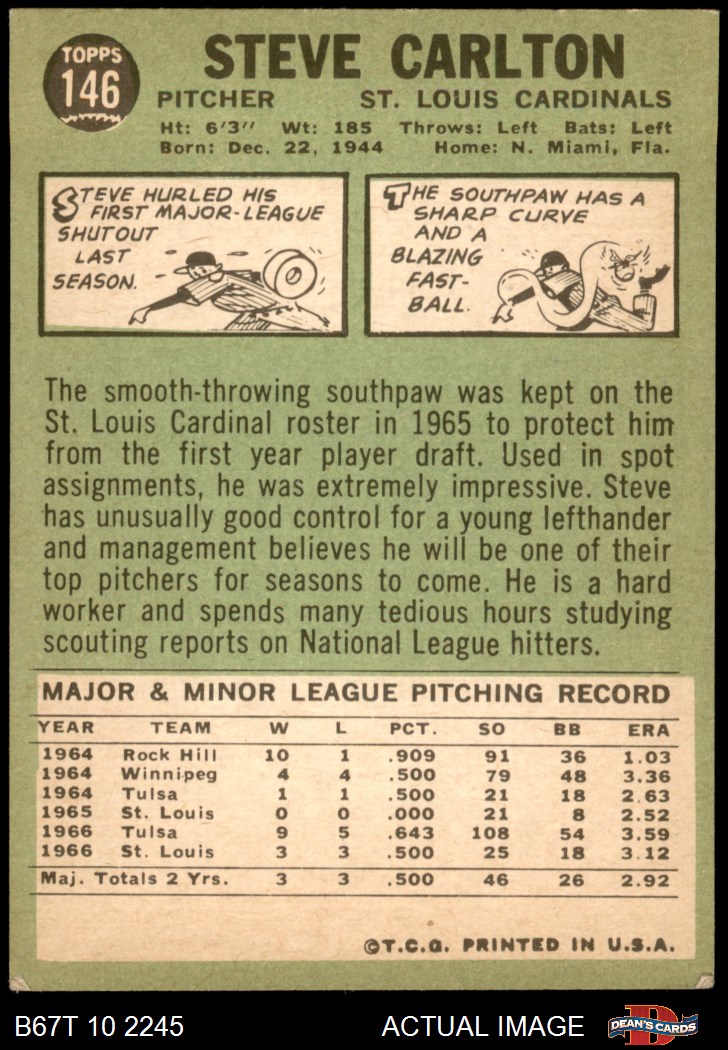 TOPPS
146
STEVE CARLTON
PITCHER ST. LOUIS CARDINALS
Ht: 6'3" Wt: 185 Throws: Left Bats: Left
Born: Dec. 22, 1944 Home: N. Miami, Fla.
STEVE HURLED HIS
FIRST MAJOR-LEAGUE
SHUTOUT
LAST
SEASON.
THE SOUTHPAW HAS A
SHARP CURVE
AND A
BLAZING
FAST-
BALL.
The smooth-throwing southpaw was kept on the
St. Louis Cardinal roster in 1965 to protect him
from the first year player draft. Used in spot
assignments, he was extremely impressive. Steve
has unusually good control for a young lefthander
and management believes he will be one of their
top pitchers for seasons to come. He is a hard
worker and spends many tedious hours studying
scouting reports on National League hitters.
MAJOR & MINOR LEAGUE PITCHING RECORD
YEAR TEAM W L PCT. SO BB ERA
1964 Rock Hill 10 1 .909 91 36 1.03
1964 Winnipeg 4 4 .500 79 48 3.36
1964 Tulsa 1 1 .500 21 18 2.63
1965 St. Louis 0 0 .000 21 8 2.52
1966 Tulsa 9 5 .643 108 54 3.59
1966 St. Louis 3 3 .500 25 18 3.12
Maj. Totals 2 Yrs. 3 3 .500 46 26 2.92
©T.C.G. PRINTED IN U.S.A.
B67T 10 2245 ACTUAL IMAGE
D
DEAN'S CARDS